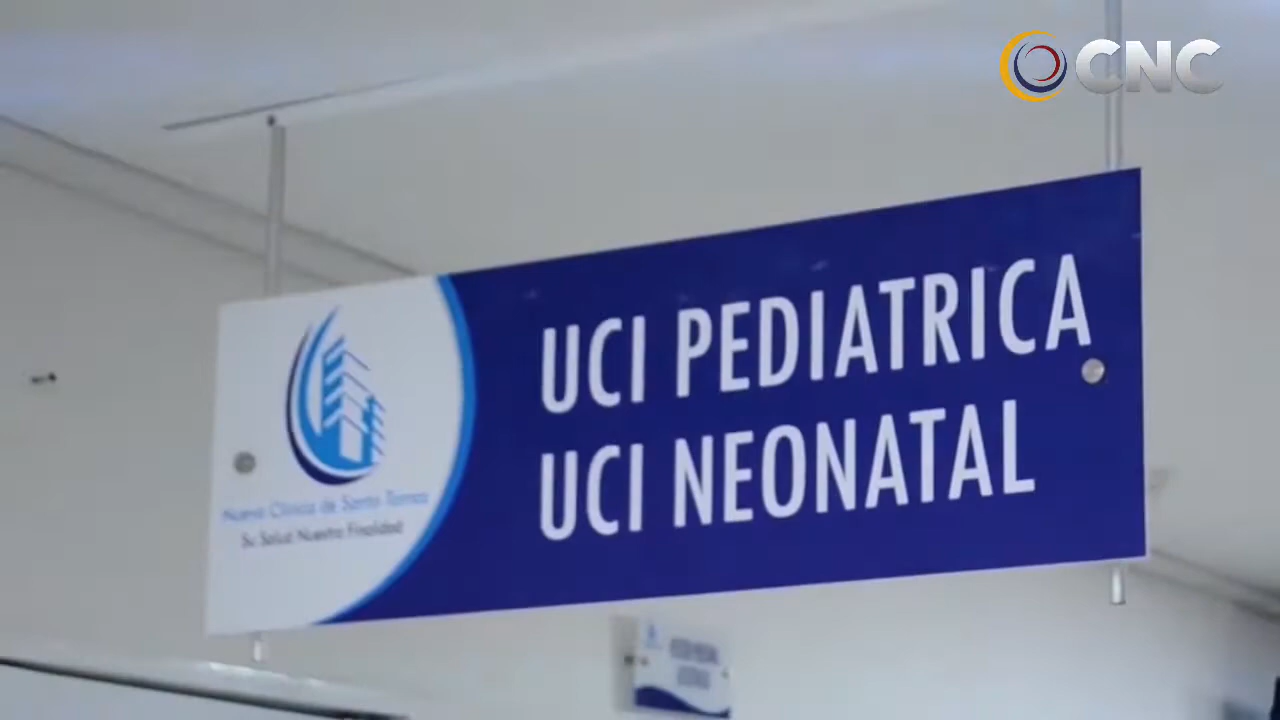 CNC
UCI PEDIATRICA
UCI NEONATAL
Nueva Clinica de Santo Tomas
Su Salud Nuestra Finalidad